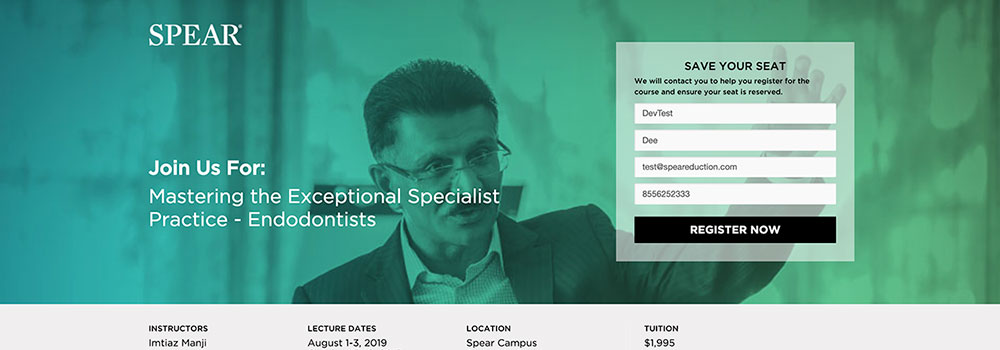 SPEAR®
Join Us For:
Mastering the Exceptional Specialist
Practice - Endodontists
SAVE YOUR SEAT
We will contact you to help you register for the
course and ensure your seat is reserved.
DevTest
Dee
test@speareduction.com
8556252333
REGISTER NOW
INSTRUCTORS
Imtiaz Manji
LECTURE DATES
August 1-3, 2019
LOCATION
Spear Campus
TUITION
$1,995